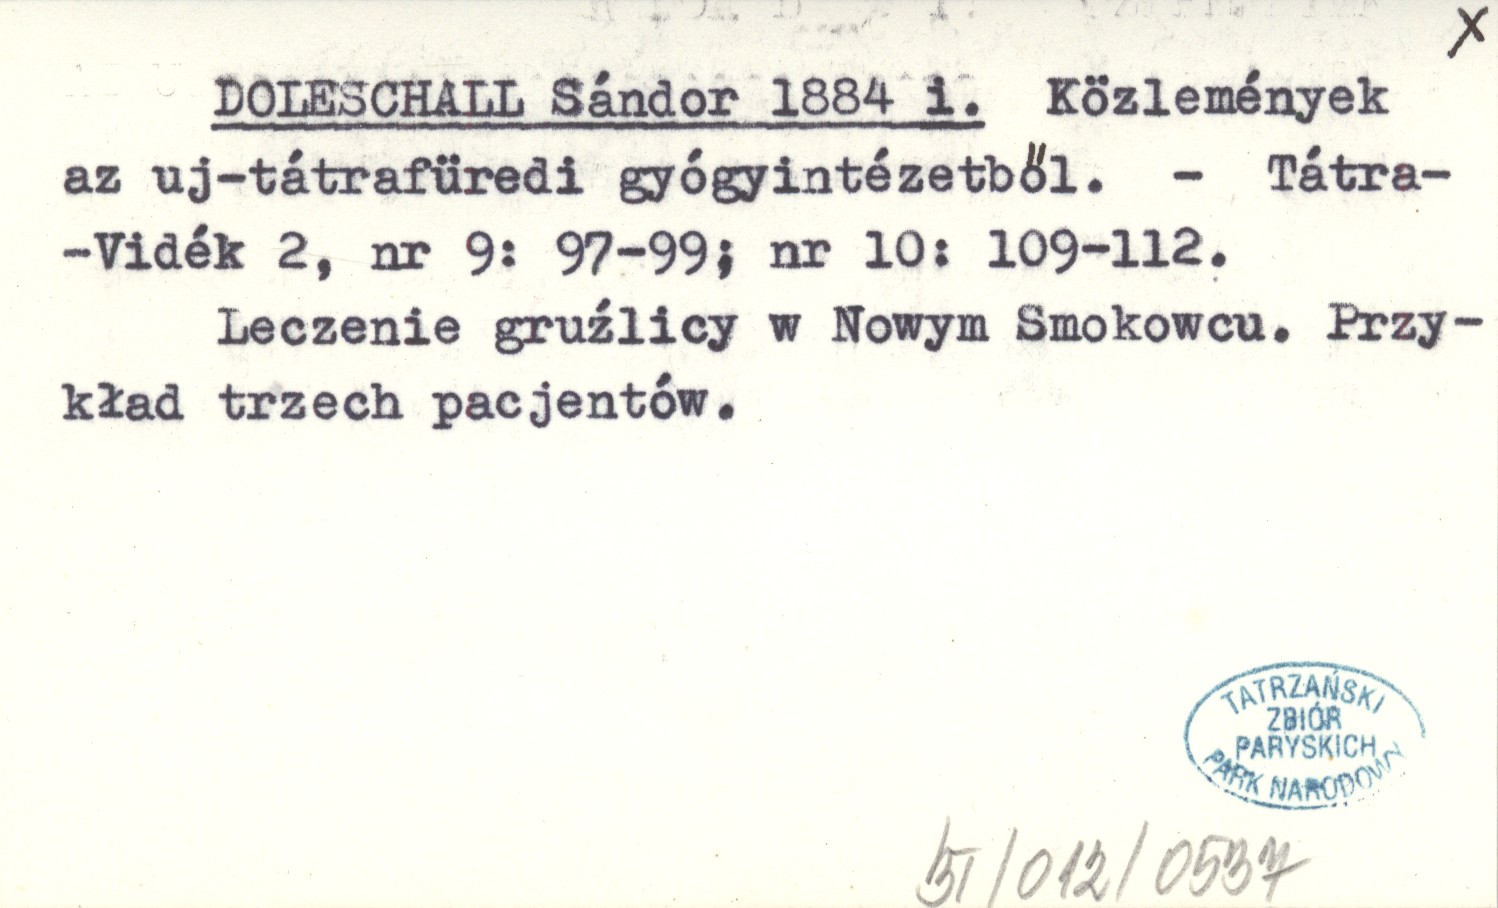 X
DOLESCHALL Sándor 1884 i. Közlemények
az uj-tátrafüredi gyógyintézetből. - Tátra-
-Vidék 2, nr 9: 97-99; nr 10: 109-112.
Leczenie gruźlicy w Nowym Smokowcu. Przy-
kład trzech pacjentów.
TATRZAŃSKI
ZBIÓR
PARYSKICH
PARK NARODOWY
/012/0537